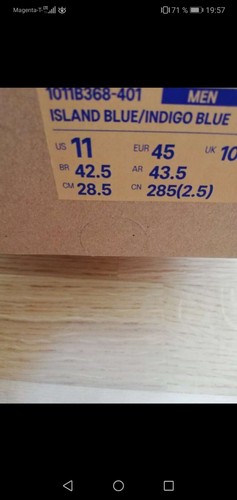 Magenta-T 71 % 19:57
1011B368-401 MEN
ISLAND BLUE/INDIGO BLUE
US 11 EUR 45 UK 10
BR 42.5 AR 43.5
CM 28.5 CN 285(2.5)